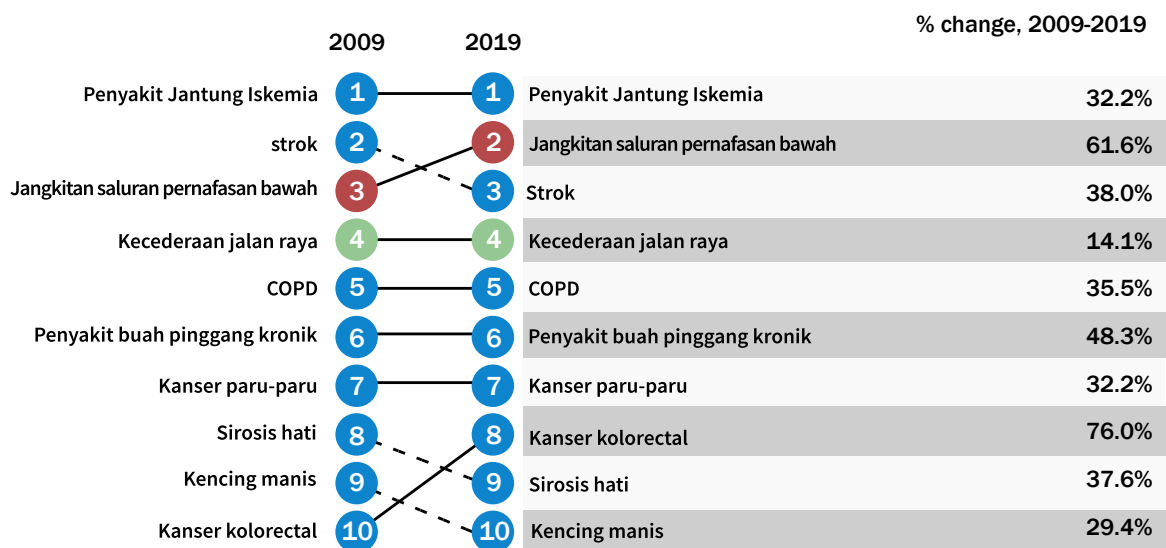 % change, 2009-2019
2009 2019
Penyakit Jantung Iskemia 1 1 Penyakit Jantung Iskemia 32.2%
strok 2 2 Jangkitan saluran pernafasan bawah 61.6%
Jangkitan saluran pernafasan bawah 3 3 Strok 38.0%
Kecederaan jalan raya 4 4 Kecederaan jalan raya 14.1%
COPD 5 5 COPD 35.5%
Penyakit buah pinggang kronik 6 6 Penyakit buah pinggang kronik 48.3%
Kanser paru-paru 7 7 Kanser paru-paru 32.2%
Sirosis hati 8 8 Kanser kolorectal 76.0%
Kencing manis 9 9 Sirosis hati 37.6%
Kanser kolorectal 10 10 Kencing manis 29.4%